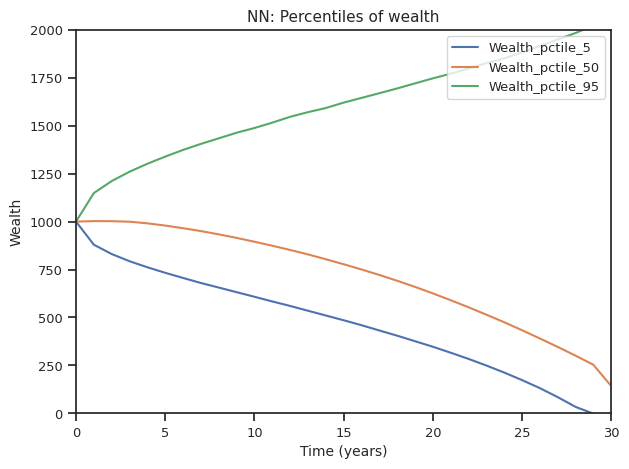 NN: Percentiles of wealth
Wealth_pctile_5
Wealth_pctile_50
Wealth_pctile_95
Wealth
2000
1750
1500
1250
1000
750
500
250
0
0 5 10 15 20 25 30
Time (years)